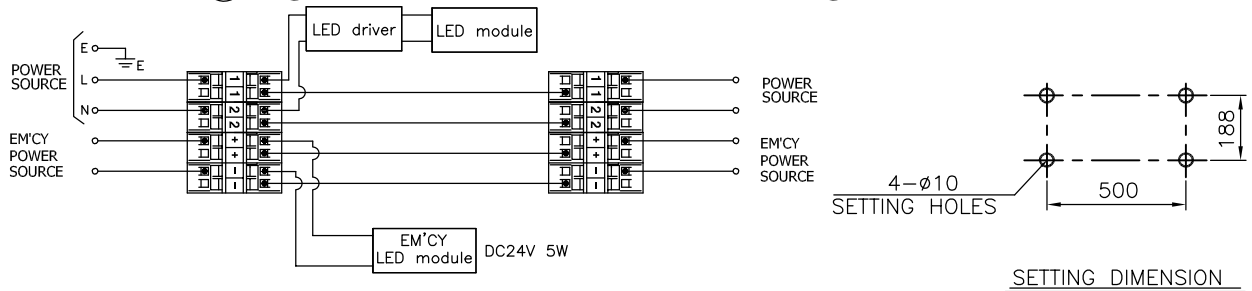 LED driver
LED module
POWER
SOURCE
E
E
L
N
EM'CY
POWER
SOURCE
1
1
2
2
+
+
-
-
1
1
2
2
+
+
-
-
POWER
SOURCE
EM'CY
POWER
SOURCE
EM'CY
LED module
DC24V 5W
188
500
4-ø10
SETTING HOLES
SETTING DIMENSION